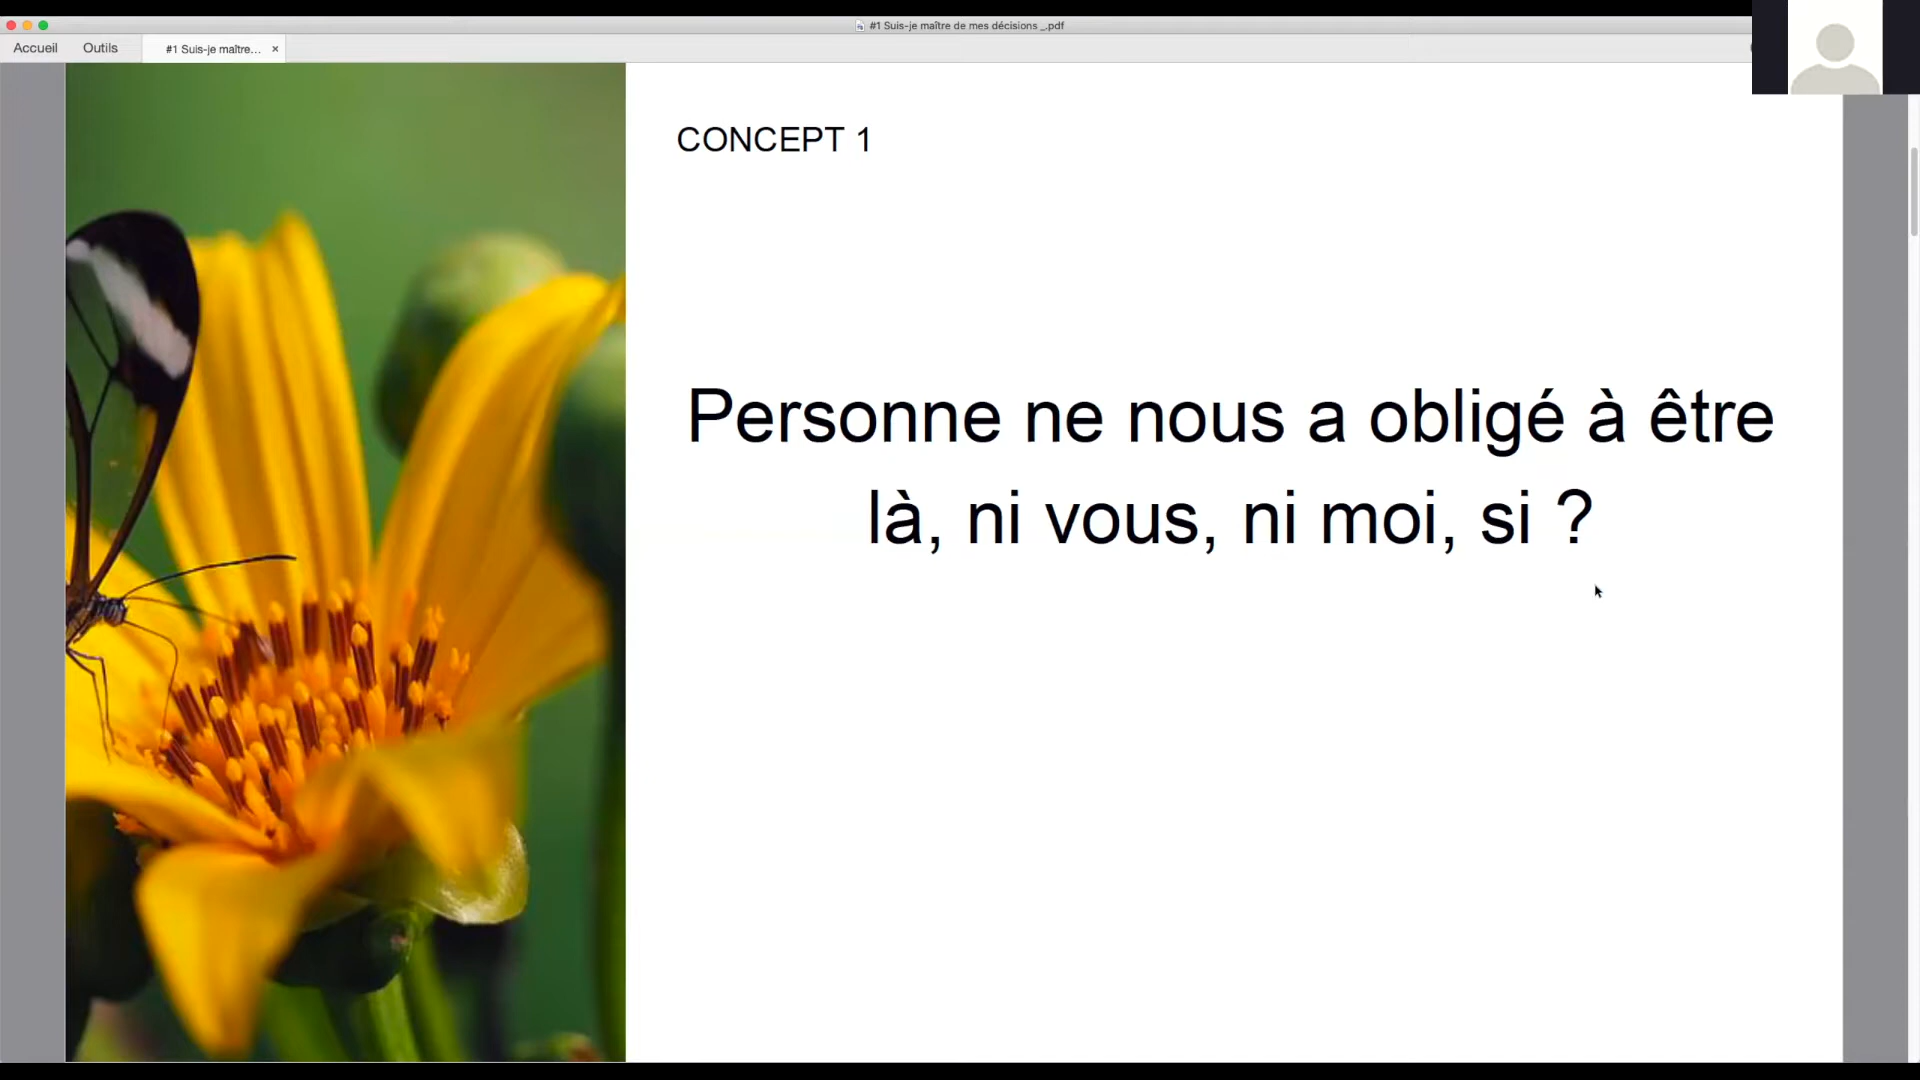 #1 Suis-je maître de mes décisions _.pdf
Accueil Outils #1 Suis-je maître... ×
CONCEPT 1
Personne ne nous a obligé à être
là, ni vous, ni moi, si ?